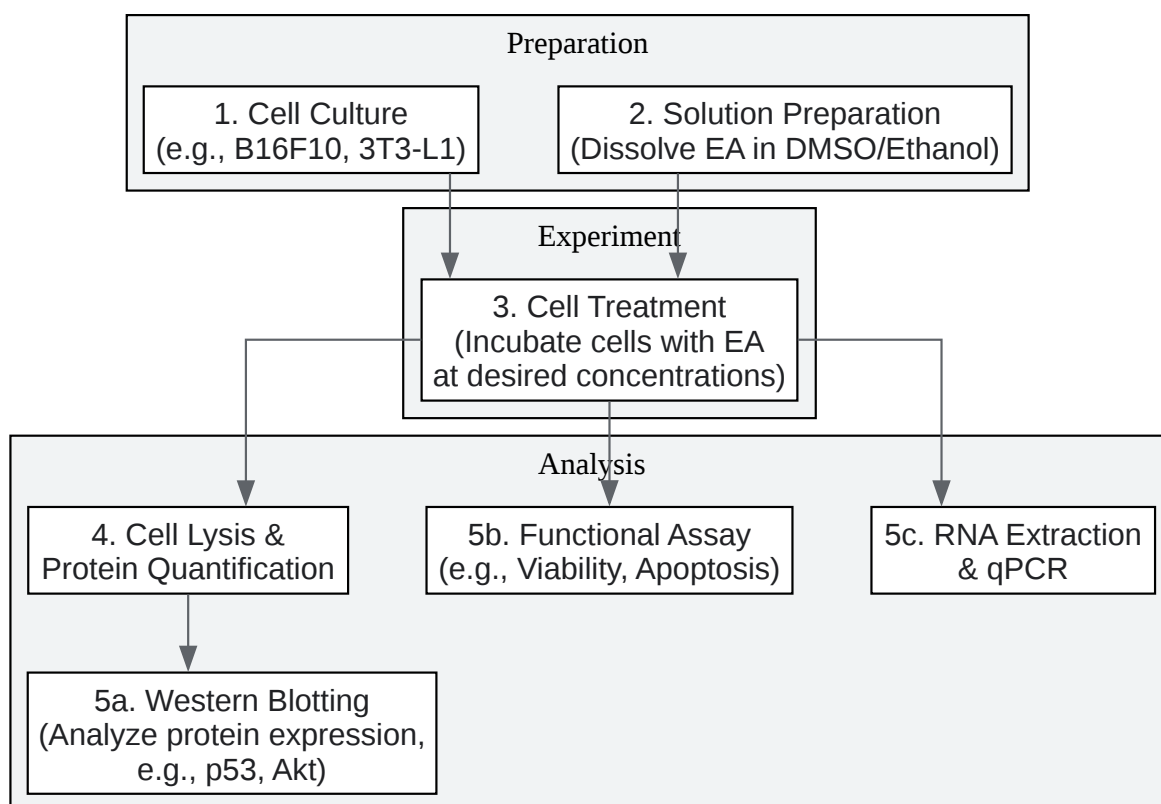 Preparation
1. Cell Culture
(e.g., B16F10, 3T3-L1)
2. Solution Preparation
(Dissolve EA in DMSO/Ethanol)
Experiment
3. Cell Treatment
(Incubate cells with EA
at desired concentrations)
Analysis
4. Cell Lysis &
Protein Quantification
5b. Functional Assay
(e.g., Viability, Apoptosis)
5c. RNA Extraction
& qPCR
5a. Western Blotting
(Analyze protein expression,
e.g., p53, Akt)